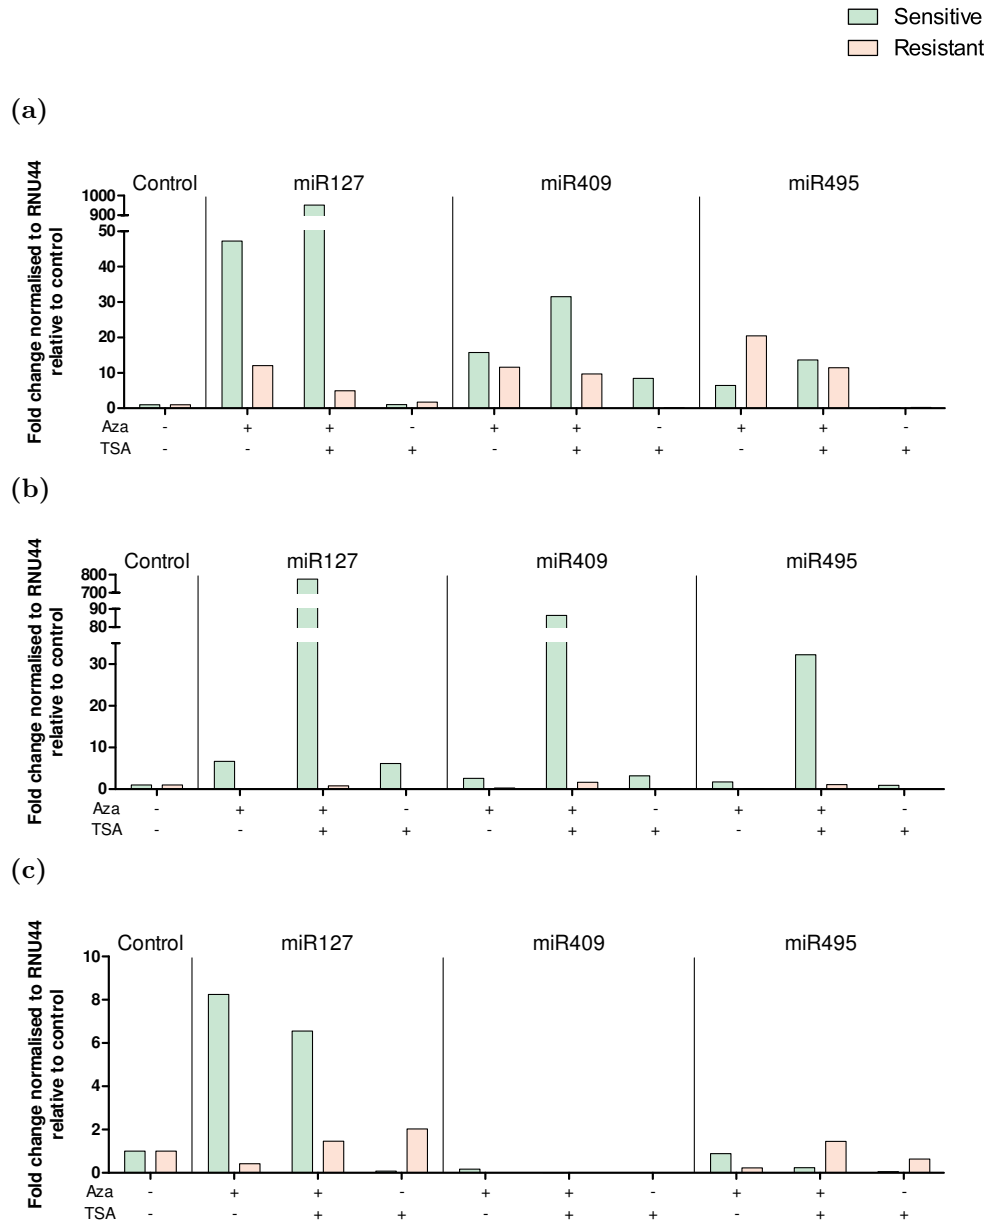 Sensitive
Resistant
(a)
Fold change normalised to RNU44
relative to control
Control miR127 miR409 miR495
1000
900
50
40
30
20
10
0
Aza - + + - + + - + + -
TSA - - + + - + + - + +
(b)
Fold change normalised to RNU44
relative to control
Control miR127 miR409 miR495
800
700
90
80
30
20
10
0
Aza - + + - + + - + + -
TSA - - + + - + + - + +
(c)
Fold change normalised to RNU44
relative to control
Control miR127 miR409 miR495
10
8
6
4
2
0
Aza - + + - + + - + + -
TSA - - + + - + + - + +